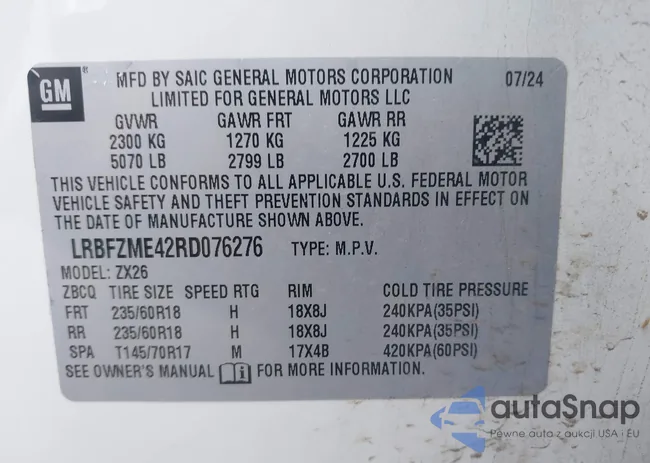 GM ®
MFD BY SAIC GENERAL MOTORS CORPORATION 07/24
LIMITED FOR GENERAL MOTORS LLC
GVWR GAWR FRT GAWR RR
2300 KG 1270 KG 1225 KG
5070 LB 2799 LB 2700 LB
THIS VEHICLE CONFORMS TO ALL APPLICABLE U.S. FEDERAL MOTOR
VEHICLE SAFETY AND THEFT PREVENTION STANDARDS IN EFFECT ON
THE DATE OF MANUFACTURE SHOWN ABOVE.
LRBFZME42RD076276 TYPE: M.P.V.
MODEL: ZX26
ZBCQ TIRE SIZE SPEED RTG RIM COLD TIRE PRESSURE
FRT 235/60R18 H 18X8J 240KPA(35PSI)
RR 235/60R18 H 18X8J 240KPA(35PSI)
SPA T145/70R17 M 17X4B 420KPA(60PSI)
SEE OWNER'S MANUAL FOR MORE INFORMATION.
autaSnap
Pewne auta z aukcji USA · EU